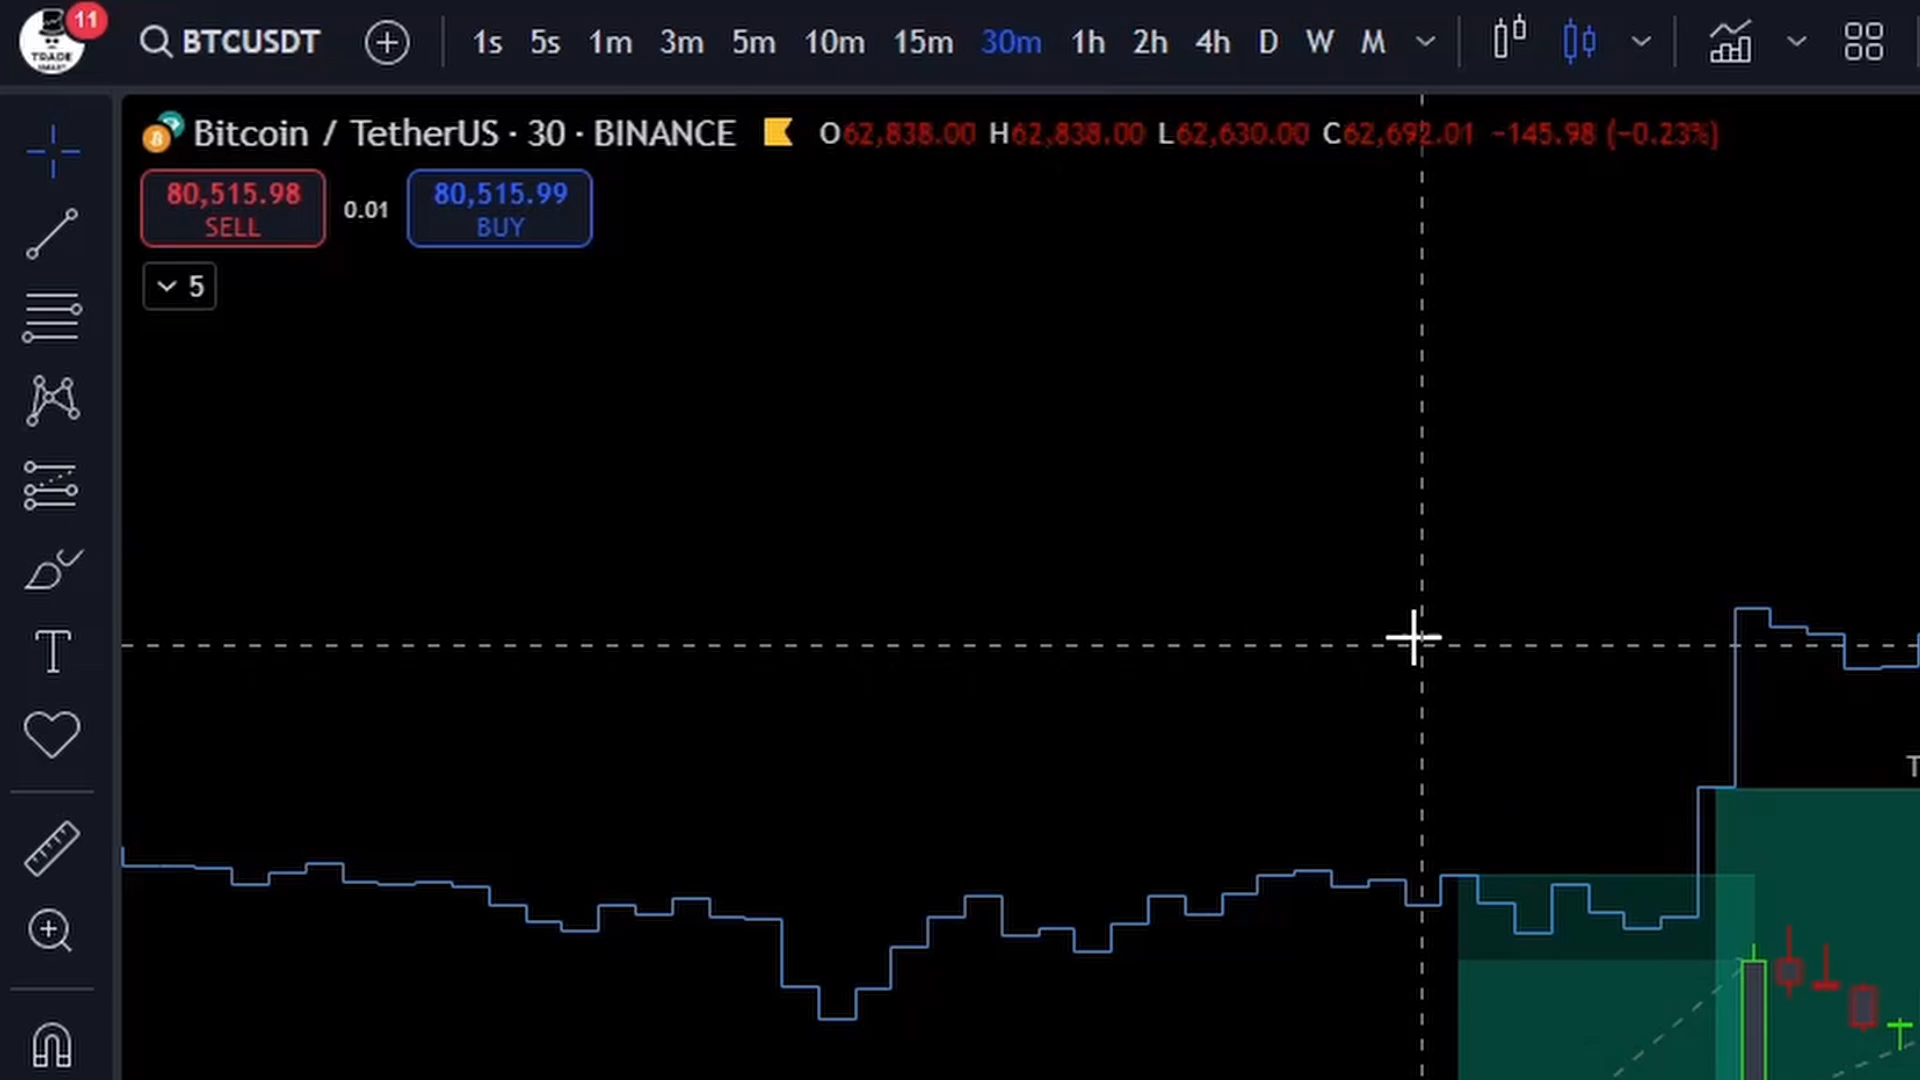 11
TRADE
SMART
BTCUSDT 1s 5s 1m 3m 5m 10m 15m 30m 1h 2h 4h D W M
Bitcoin / TetherUS · 30 · BINANCE O62,838.00 H62,838.00 L62,630.00 C62,692.01 −145.98 (−0.23%)
80,515.98 0.01 80,515.99
SELL BUY
5
T